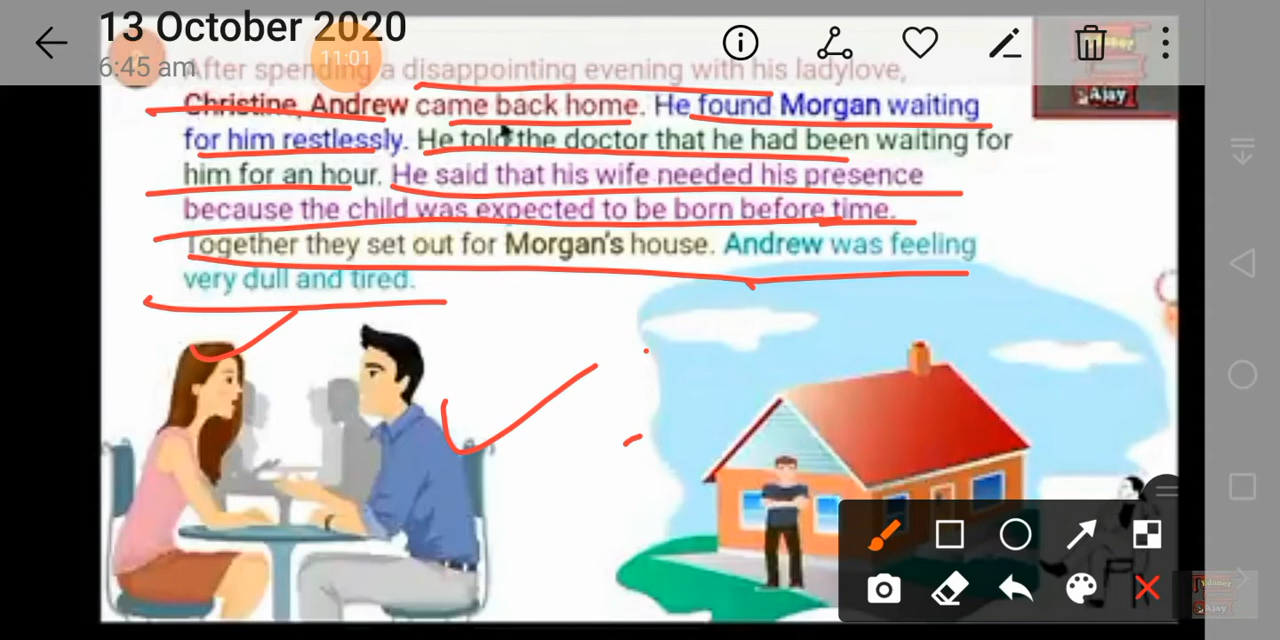 13 October 2020
6:45 am
11:01
After spending a disappointing evening with his ladylove,
Christine, Andrew came back home. He found Morgan waiting
for him restlessly. He told the doctor that he had been waiting for
him for an hour. He said that his wife needed his presence
because the child was expected to be born before time.
Together they set out for Morgan's house. Andrew was feeling
very dull and tired.
Ajay